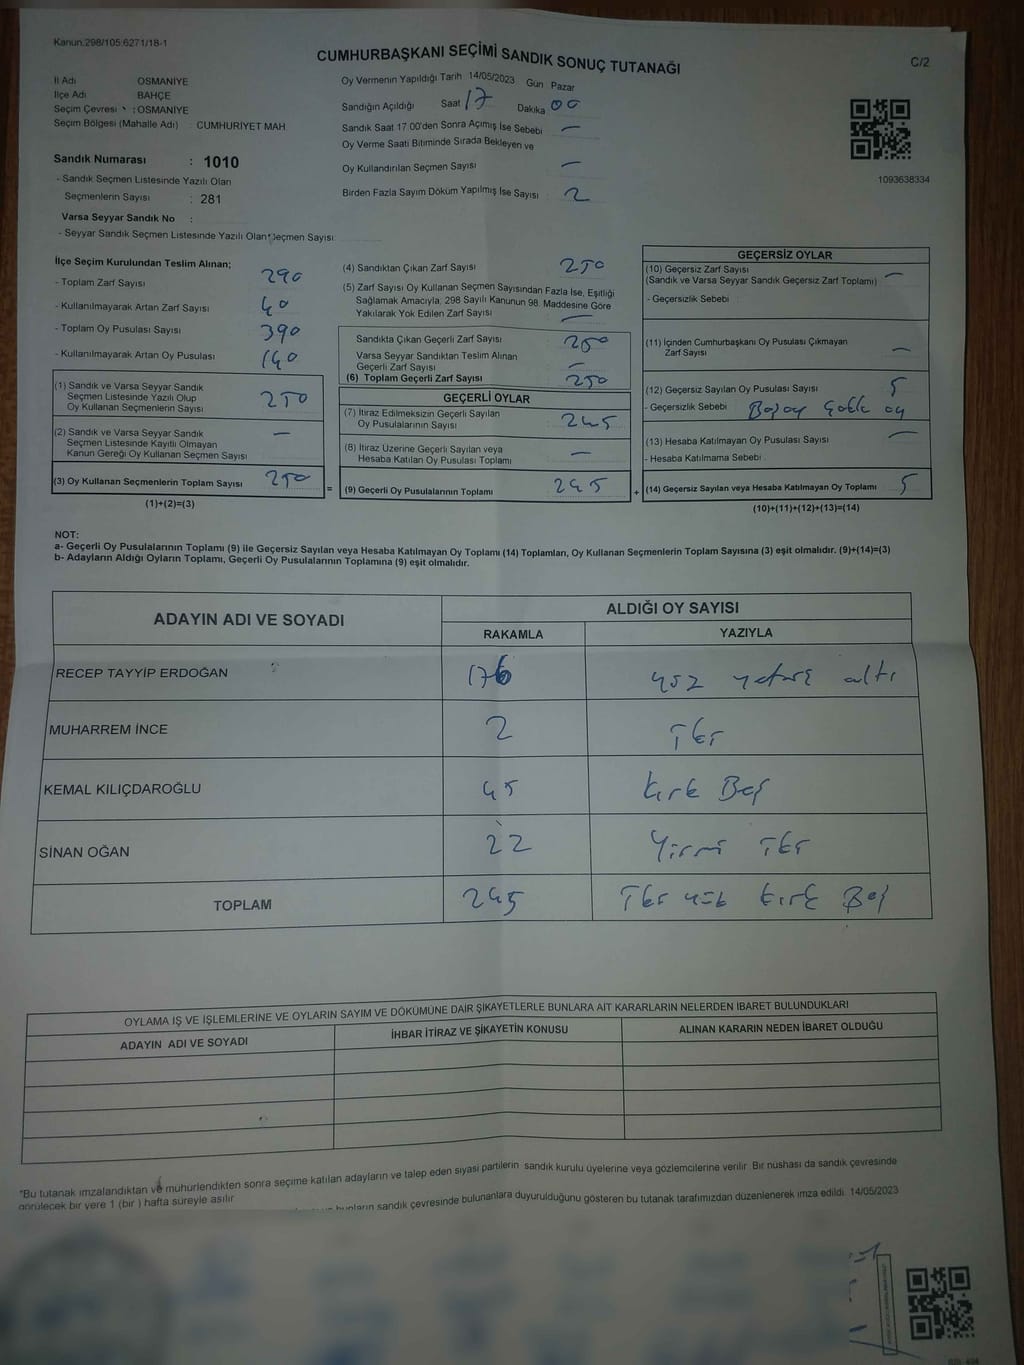 Kanun.298/105:6271/18-1
CUMHURBAŞKANI SEÇİMİ SANDIK SONUÇ TUTANAĞI
C/2
İl Adı OSMANİYE
İlçe Adı BAHÇE
Seçim Çevresi : OSMANİYE
Seçim Bölgesi (Mahalle Adı) : CUMHURİYET MAH
Sandık Numarası : 1010
- Sandık Seçmen Listesinde Yazılı Olan
Seçmenlerin Sayısı : 281
Varsa Seyyar Sandık No :
- Seyyar Sandık Seçmen Listesinde Yazılı Olan Seçmen Sayısı:
Oy Vermenin Yapıldığı Tarih 14/05/2023 Gün Pazar
Sandığın Açıldığı Saat 17 Dakika 00
Sandık Saat 17:00'den Sonra Açımış İse Sebebi —
Oy Verme Saati Bitiminde Sırada Bekleyen ve
Oy Kullandırılan Seçmen Sayısı —
Birden Fazla Sayım Döküm Yapılmış İse Sayısı : 2
1093638334
İlçe Seçim Kurulundan Teslim Alınan;
- Toplam Zarf Sayısı 290
- Kullanılmayarak Artan Zarf Sayısı 40
- Toplam Oy Pusulası Sayısı 390
- Kullanılmayarak Artan Oy Pusulası 140
(1) Sandık ve Varsa Seyyar Sandık
Seçmen Listesinde Yazılı Olup
Oy Kullanan Seçmenlerin Sayısı 250
(2) Sandık ve Varsa Seyyar Sandık
Seçmen Listesinde Kayıtlı Olmayan
Kanun Gereği Oy Kullanan Seçmen Sayısı —
(3) Oy Kullanan Seçmenlerin Toplam Sayısı 250
(1)+(2)=(3)
(4) Sandıktan Çıkan Zarf Sayısı 250
(5) Zarf Sayısı Oy Kullanan Seçmen Sayısından Fazla İse, Eşitliği
Sağlamak Amacıyla, 298 Sayılı Kanunun 98. Maddesine Göre
Yakılarak Yok Edilen Zarf Sayısı —
Sandıkta Çıkan Geçerli Zarf Sayısı 250
Varsa Seyyar Sandıktan Teslim Alınan
Geçerli Zarf Sayısı —
(6) Toplam Geçerli Zarf Sayısı 250
GEÇERLİ OYLAR
(7) İtiraz Edilmeksizin Geçerli Sayılan
Oy Pusulalarının Sayısı 245
(8) İtiraz Üzerine Geçerli Sayılan veya
Hesaba Katılan Oy Pusulası Toplamı —
= (9) Geçerli Oy Pusulalarının Toplamı 245 +
GEÇERSİZ OYLAR
(10) Geçersiz Zarf Sayısı
(Sandık ve Varsa Seyyar Sandık Geçersiz Zarf Toplamı) —
- Geçersizlik Sebebi :
(11) İçinden Cumhurbaşkanı Oy Pusulası Çıkmayan
Zarf Sayısı —
(12) Geçersiz Sayılan Oy Pusulası Sayısı 5
- Geçersizlik Sebebi oy
(13) Hesaba Katılmayan Oy Pusulası Sayısı —
- Hesaba Katılmama Sebebi :
(14) Geçersiz Sayılan veya Hesaba Katılmayan Oy Toplamı 5
(10)+(11)+(12)+(13)=(14)
NOT:
a- Geçerli Oy Pusulalarının Toplamı (9) ile Geçersiz Sayılan veya Hesaba Katılmayan Oy Toplamı (14) Toplamları, Oy Kullanan Seçmenlerin Toplam Sayısına (3) eşit olmalıdır. (9)+(14)=(3)
b- Adayların Aldığı Oyların Toplamı, Geçerli Oy Pusulalarının Toplamına (9) eşit olmalıdır.
ADAYIN ADI VE SOYADI
ALDIĞI OY SAYISI
RAKAMLA YAZIYLA
RECEP TAYYİP ERDOĞAN 176 yüz yetmiş altı
MUHARREM İNCE 2 İki
KEMAL KILIÇDAROĞLU 45 Kırk Beş
SİNAN OĞAN 22 Yirmi İki
TOPLAM 245 İki yüz kırk Beş
OYLAMA İŞ VE İŞLEMLERİNE VE OYLARIN SAYIM VE DÖKÜMÜNE DAİR ŞİKAYETLERLE BUNLARA AİT KARARLARIN NELERDEN İBARET BULUNDUKLARI
ADAYIN ADI VE SOYADI İHBAR İTİRAZ VE ŞİKAYETİN KONUSU ALINAN KARARIN NEDEN İBARET OLDUĞU
*Bu tutanak imzalandıktan ve mühürlendikten sonra seçime katılan adayların ve talep eden siyasi partilerin sandık kurulu üyelerine veya gözlemcilerine verilir. Bir nüshası da sandık çevresinde
görülecek bir yere 1 (bir ) hafta süreyle asılır.
bunların sandık çevresinde bulunanlara duyurulduğunu gösteren bu tutanak tarafımızdan düzenlenerek imza edildi. 14/05/2023